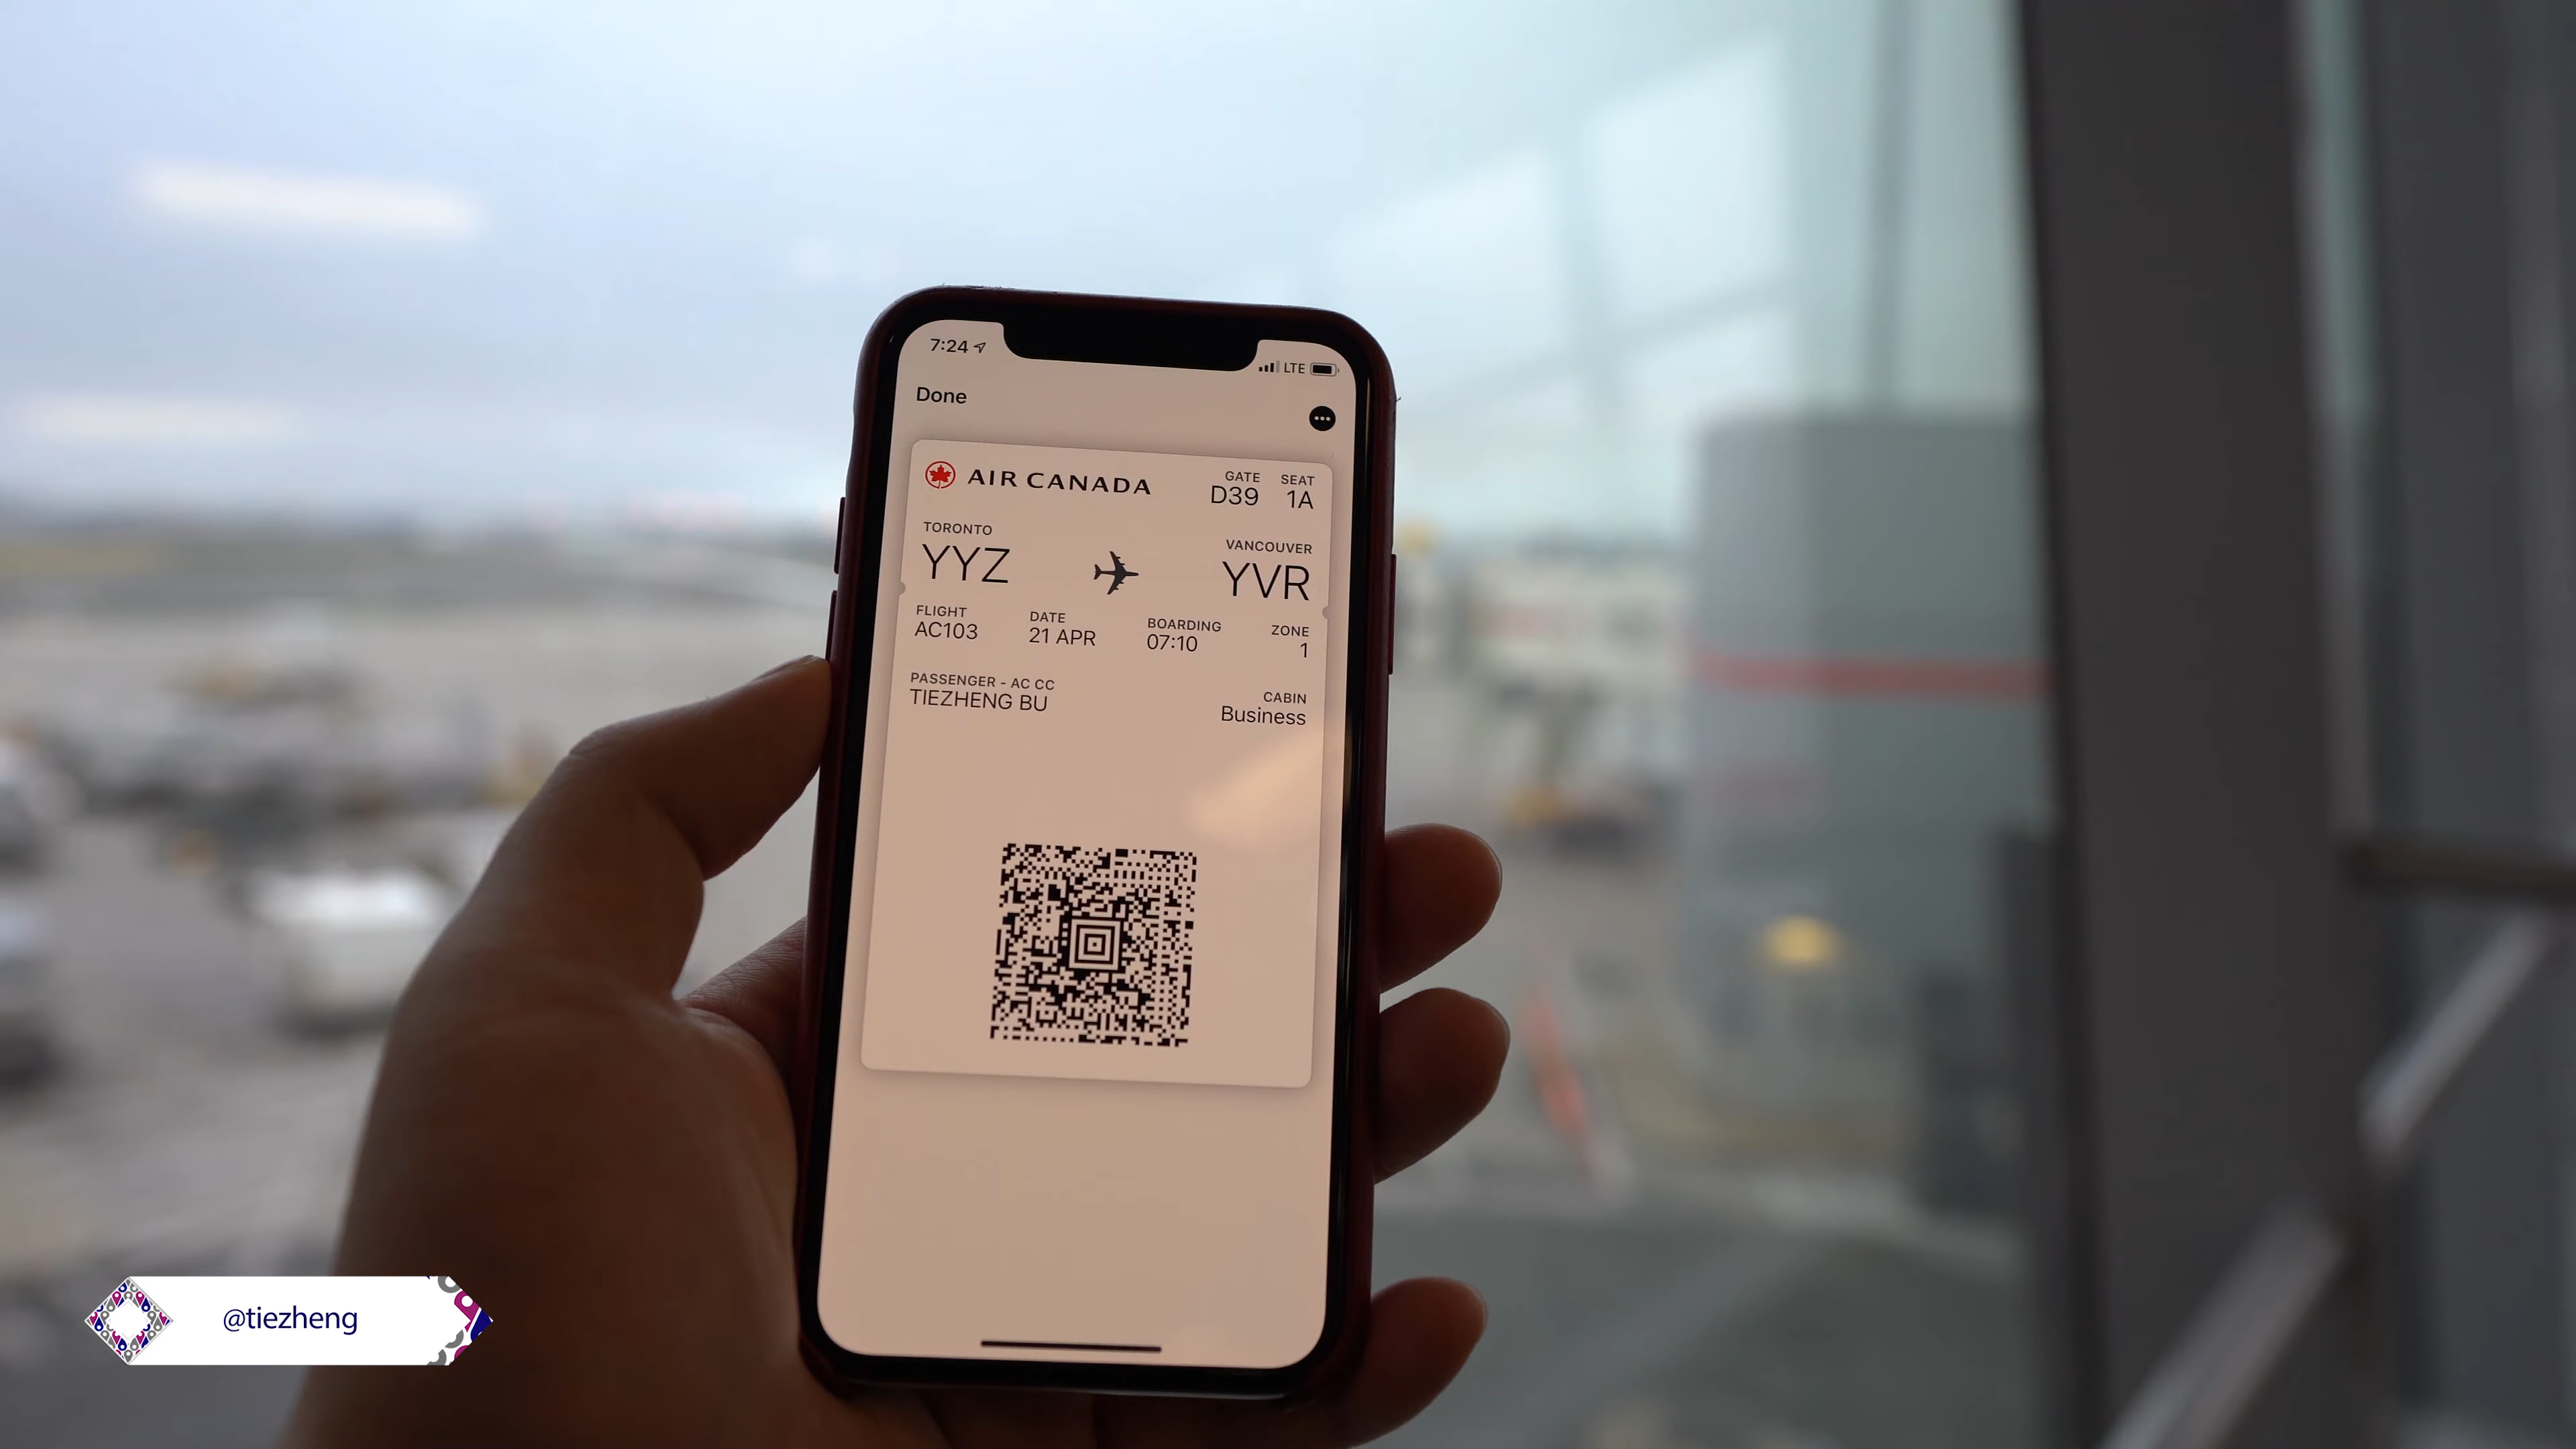 7:24
LTE
Done
AIR CANADA
GATE SEAT
D39 1A
TORONTO VANCOUVER
YYZ YVR
FLIGHT DATE BOARDING ZONE
AC103 21 APR 07:10 1
PASSENGER - AC CC CABIN
TIEZHENG BU Business
@tiezheng